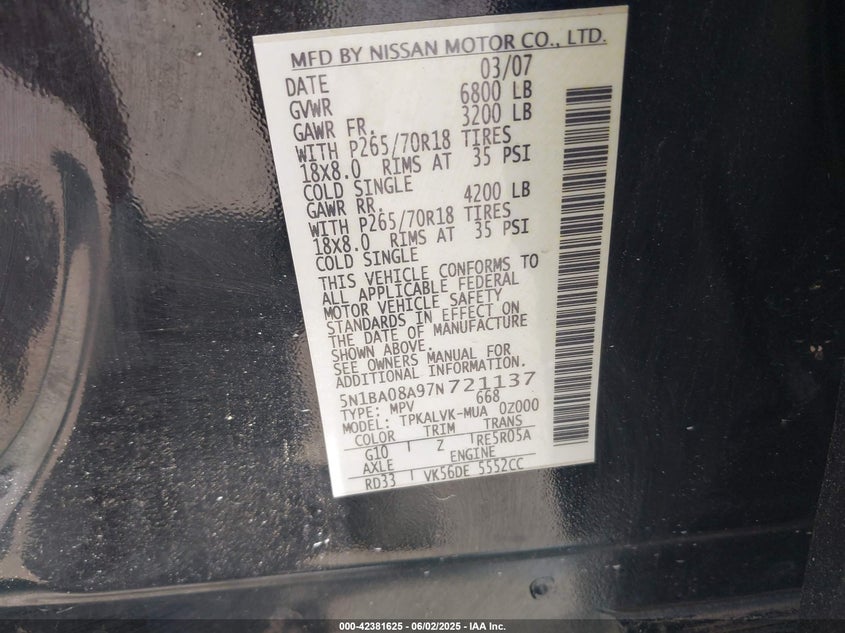 MFD BY NISSAN MOTOR CO., LTD.
DATE 03/07
GVWR 6800 LB
GAWR FR. 3200 LB
WITH P265/70R18 TIRES
18X8.0 RIMS AT 35 PSI
COLD SINGLE
GAWR RR. 4200 LB
WITH P265/70R18 TIRES
18X8.0 RIMS AT 35 PSI
COLD SINGLE
THIS VEHICLE CONFORMS TO
ALL APPLICABLE FEDERAL
MOTOR VEHICLE SAFETY
STANDARDS IN EFFECT ON
THE DATE OF MANUFACTURE
SHOWN ABOVE.
SEE OWNERS MANUAL FOR
ADDITIONAL INFORMATION.
5N1BA08A97N721137
TYPE: MPV 668
MODEL: TPKALVK-MUA 0Z000
COLOR TRIM TRANS
G10 Z RE5R05A
AXLE ENGINE
RD33 VK56DE 5552CC
000-42381625 - 06/02/2025 - IAA Inc.